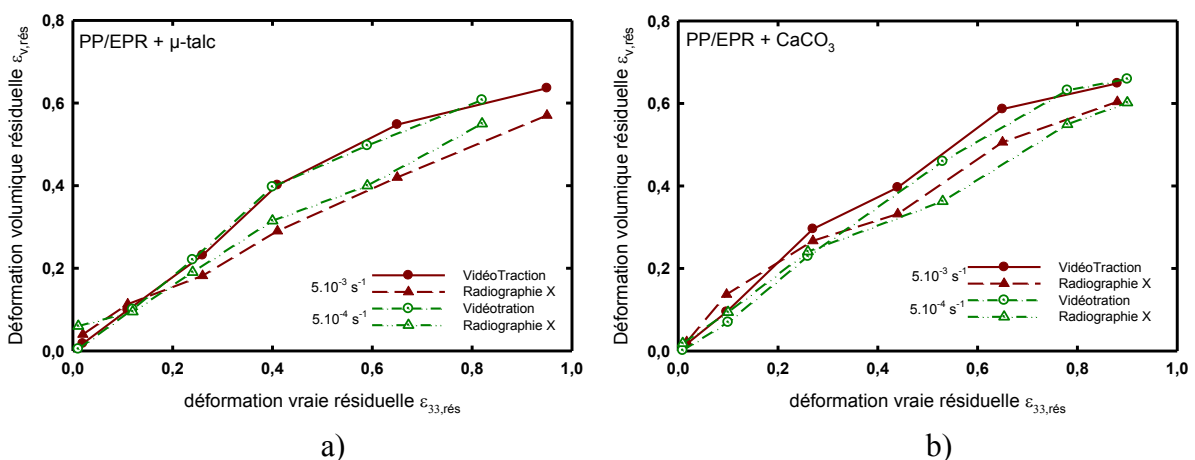 PP/EPR + µ-talc
Déformation volumique résiduelle εv,rés
0,8
0,6
0,4
0,2
0,0
0,0 0,2 0,4 0,6 0,8 1,0
déformation vraie résiduelle ε33,rés
5.10-3 s-1
VidéoTraction
Radiographie X
5.10-4 s-1
Vidéotration
Radiographie X
a)
PP/EPR + CaCO3
Déformation volumique résiduelle εv,rés
0,8
0,6
0,4
0,2
0,0
0,0 0,2 0,4 0,6 0,8 1,0
déformation vraie résiduelle ε33,rés
5.10-3 s-1
VidéoTraction
Radiographie X
5.10-4 s-1
Vidéotration
Radiographie X
b)